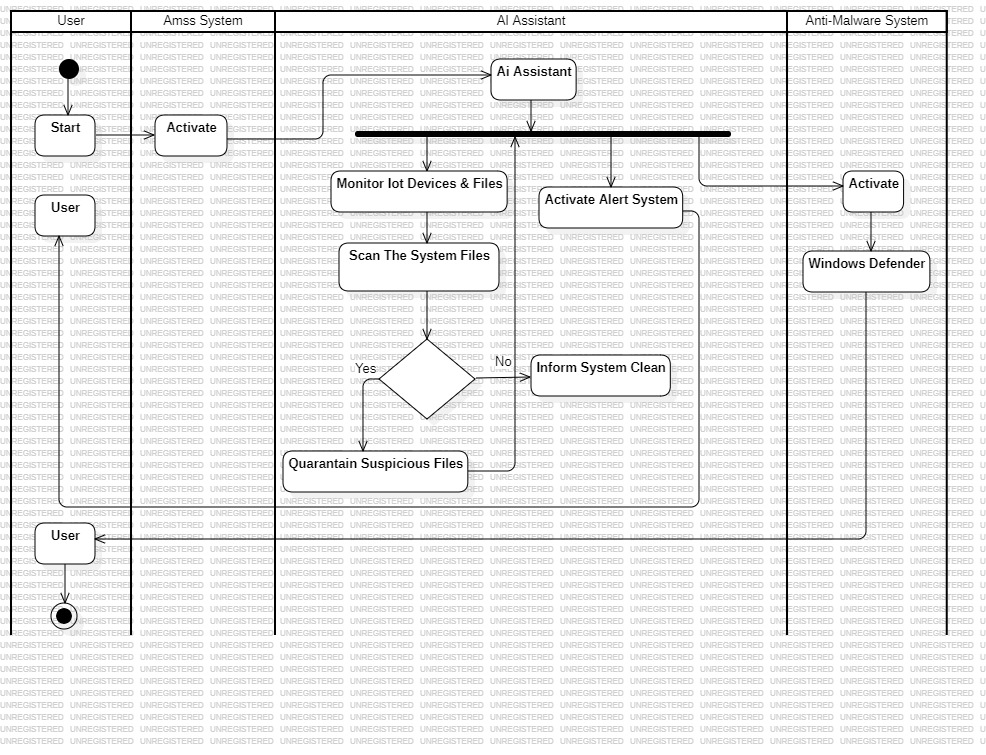 User
Amss System
AI Assistant
Anti-Malware System
Ai Assistant
Start
Activate
Monitor Iot Devices & Files
Activate Alert System
Activate
User
Scan The System Files
Windows Defender
Yes
No
Inform System Clean
Quarantain Suspicious Files
User
UNREGISTERED